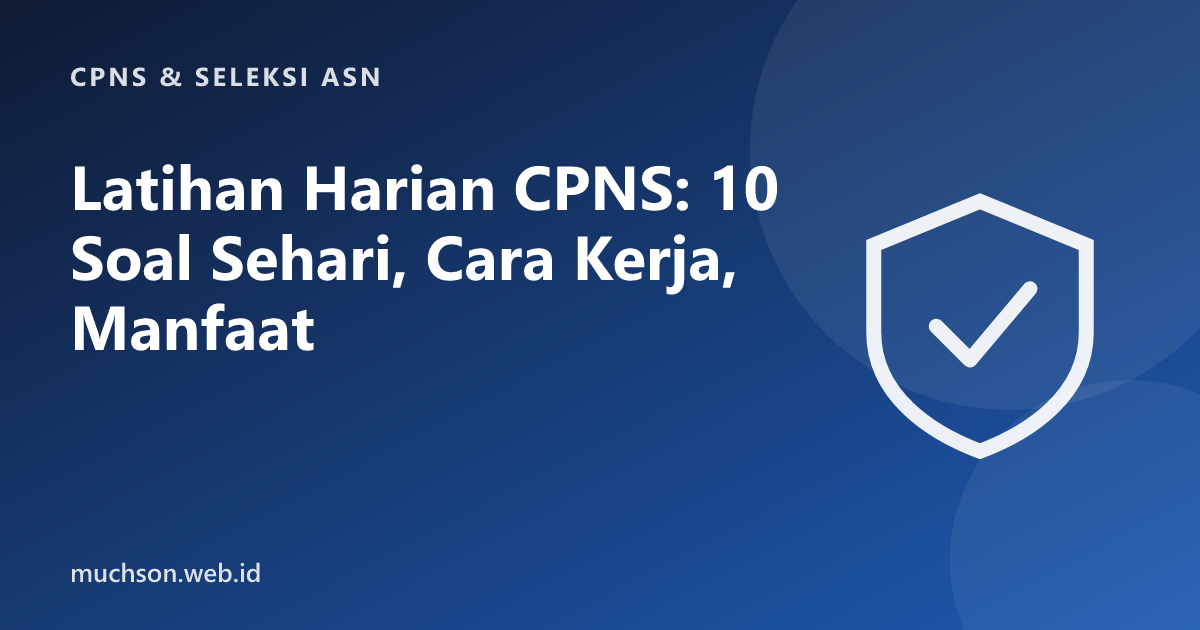 CPNS & SELEKSI ASN
Latihan Harian CPNS: 10
Soal Sehari, Cara Kerja,
Manfaat
muchson.web.id